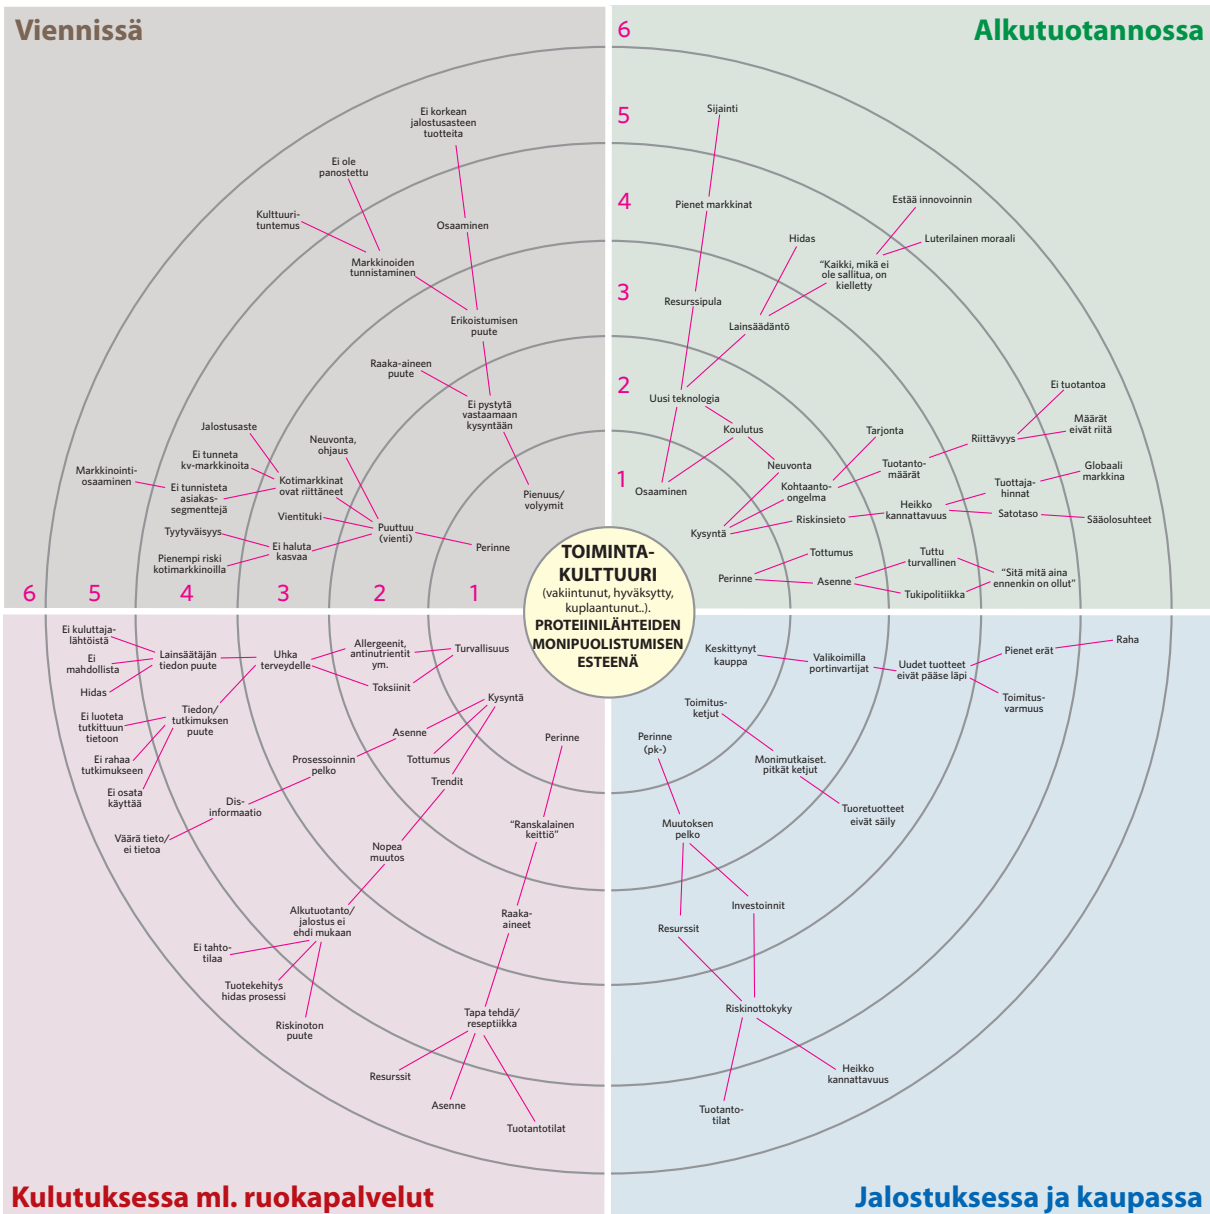 Viennissä
Ei korkean
jalostusasteen
tuotteita
Ei ole
panostettu
Kulttuuri-
tuntemus
Osaaminen
Markkinoiden
tunnistaminen
Erikoistumisen
puute
Raaka-aineen
puute
Ei pystytä
vastaamaan
kysyntään
Jalostusaste
Neuvonta,
ohjaus
Ei tunneta
kv-markkinoita
Markkinointi-
osaaminen
Kotimarkkinat
ovat riittäneet
Ei tunnisteta
asiakas-
segmenttejä
Pienuus/
volyymit
Vientituki
Puuttuu
(vienti)
Tyytyväisyys
Ei haluta
kasvaa
Perinne
Pienempi riski
kotimarkkinoilla
6
5
4
3
2
1
Alkutuotannossa
6
5
4
3
2
1
Sijainti
Pienet markkinat
Estää innovoinnin
Hidas
Luterilainen moraali
“Kaikki, mikä ei
ole sallitua, on
kielletty
Resurssipula
Lainsäädäntö
Ei tuotantoa
Uusi teknologia
Määrät
eivät riitä
Koulutus
Tarjonta
Riittävyys
Neuvonta
Tuotanto-
määrät
Globaali
markkina
Osaaminen
Kohtaanto-
ongelma
Tuottaja-
hinnat
Heikko
kannattavuus
Satotaso
Sääolosuhteet
Riskinsieto
Kysyntä
Tottumus
Tuttu
turvallinen
Perinne
Asenne
“Sitä mitä aina
ennenkin on ollut”
Tukipolitiikka
TOIMINTA-
KULTTUURI
(vakiintunut, hyväksytty,
kuplaantunut..).
PROTEIINILÄHTEIDEN
MONIPUOLISTUMISEN
ESTEENÄ
Ei kuluttaja-
lähtöistä
Ei
mahdollista
Hidas
Lainsäätäjän
tiedon puute
Uhka
terveydelle
Allergeenit,
antinutrientit
ym.
Turvallisuus
Toksiinit
Kysyntä
Ei luoteta
tutkittuun
tietoon
Tiedon/
tutkimuksen
puute
Asenne
Perinne
Ei rahaa
tutkimukseen
Prosessoinnin
pelko
Tottumus
Trendit
Ei osata
käyttää
Dis-
informaatio
Väärä tieto/
ei tietoa
“Ranskalainen
keittiö”
Nopea
muutos
Alkutuotanto/
jalostus ei
ehdi mukaan
Raaka-
aineet
Ei tahto-
tilaa
Tuotekehitys
hidas prosessi
Riskinoton
puute
Tapa tehdä/
reseptiikka
Resurssit
Asenne
Tuotantotilat
Kulutuksessa ml. ruokapalvelut
Keskittynyt
kauppa
Valikoimilla
portinvartijat
Uudet tuotteet
eivät pääse läpi
Pienet erät
Raha
Toimitus-
varmuus
Toimitus-
ketjut
Perinne
(pk-)
Monimutkaiset.
pitkät ketjut
Tuoretuotteet
eivät säily
Muutoksen
pelko
Investoinnit
Resurssit
Riskinottokyky
Heikko
kannattavuus
Tuotanto-
tilat
Jalostuksessa ja kaupassa